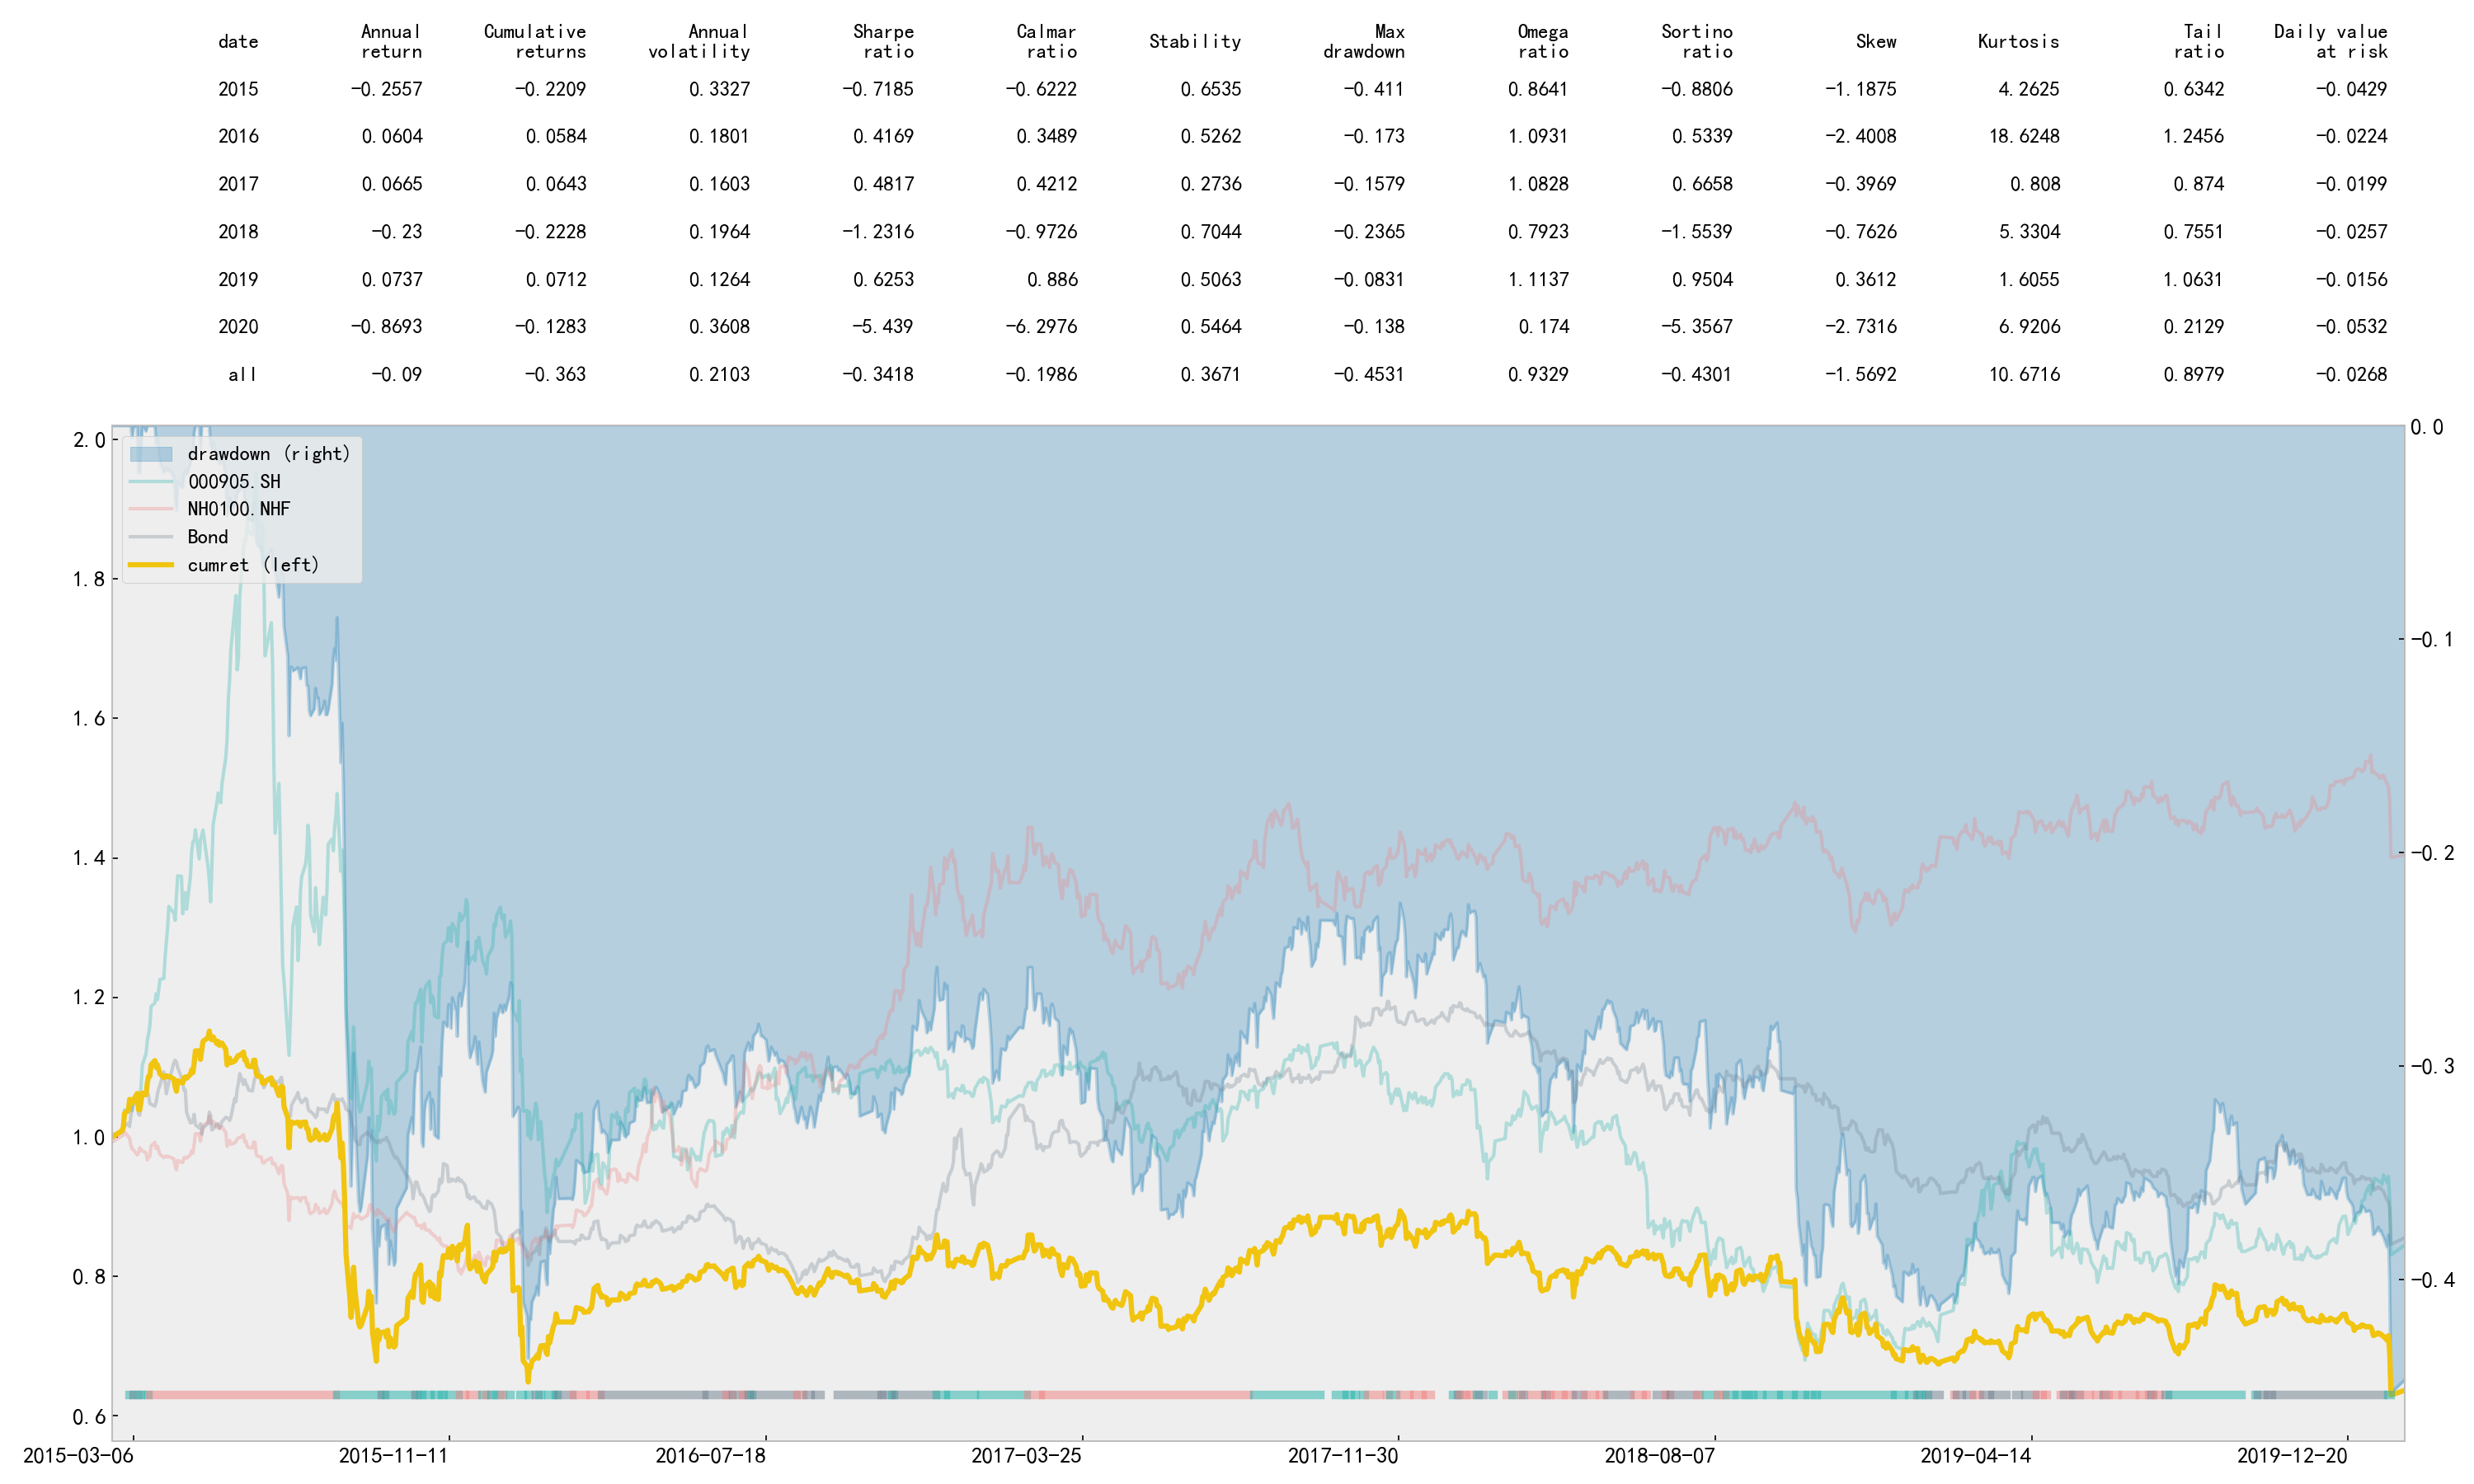 date Annual return Cumulative returns Annual volatility Sharpe ratio Calmar ratio Stability Max drawdown Omega ratio Sortino ratio Skew Kurtosis Tail ratio Daily value at risk
2015 -0.2557 -0.2209 0.3327 -0.7185 -0.6222 0.6535 -0.411 0.8641 -0.8806 -1.1875 4.2625 0.6342 -0.0429
2016 0.0604 0.0584 0.1801 0.4169 0.3489 0.5262 -0.173 1.0931 0.5339 -2.4008 18.6248 1.2456 -0.0224
2017 0.0665 0.0643 0.1603 0.4817 0.4212 0.2736 -0.1579 1.0828 0.6658 -0.3969 0.808 0.874 -0.0199
2018 -0.23 -0.2228 0.1964 -1.2316 -0.9726 0.7044 -0.2365 0.7923 -1.5539 -0.7626 5.3304 0.7551 -0.0257
2019 0.0737 0.0712 0.1264 0.6253 0.886 0.5063 -0.0831 1.1137 0.9504 0.3612 1.6055 1.0631 -0.0156
2020 -0.8693 -0.1283 0.3608 -5.439 -6.2976 0.5464 -0.138 0.174 -5.3567 -2.7316 6.9206 0.2129 -0.0532
all -0.09 -0.363 0.2103 -0.3418 -0.1986 0.3671 -0.4531 0.9329 -0.4301 -1.5692 10.6716 0.8979 -0.0268
2.0
1.8
1.6
1.4
1.2
1.0
0.8
0.6
drawdown (right)
000905.SH
NH0100.NHF
Bond
cumret (left)
0.0
-0.1
-0.2
-0.3
-0.4
2015-03-06 2015-11-11 2016-07-18 2017-03-25 2017-11-30 2018-08-07 2019-04-14 2019-12-20